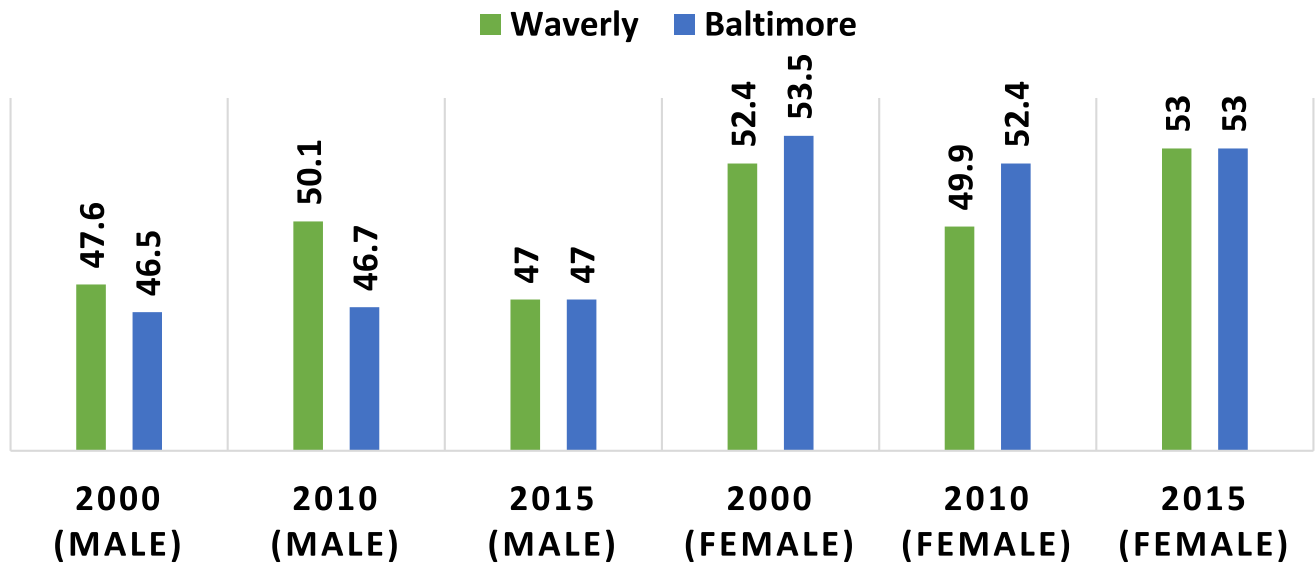 Waverly Baltimore
47.6 46.5 50.1 46.7 47 47 52.4 53.5 49.9 52.4 53 53
2000 2010 2015 2000 2010 2015
(MALE) (MALE) (MALE) (FEMALE) (FEMALE) (FEMALE)